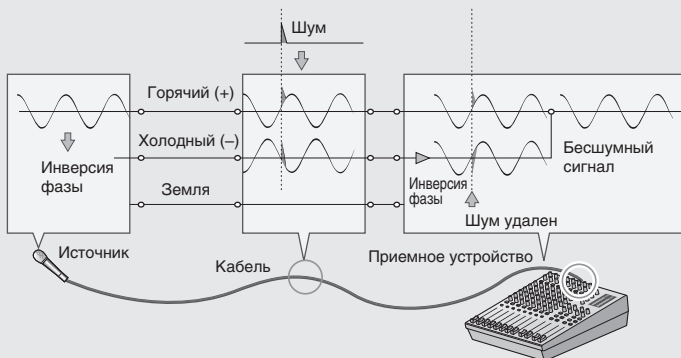 Шум
Горячий (+)
Холодный (–)
Инверсия
фазы
Земля
Инверсия
фазы
Бесшумный
сигнал
Шум удален
Источник
Кабель
Приемное устройство